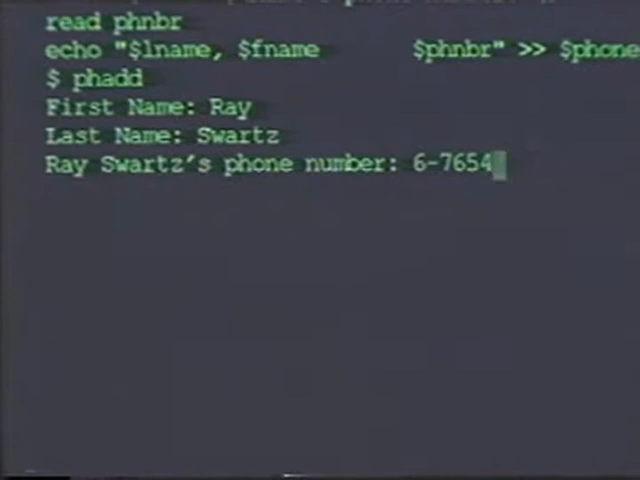 read phnbr
echo "$lname, $fname $phnbr" >> $phone
$ phadd
First Name: Ray
Last Name: Swartz
Ray Swartz's phone number: 6-7654